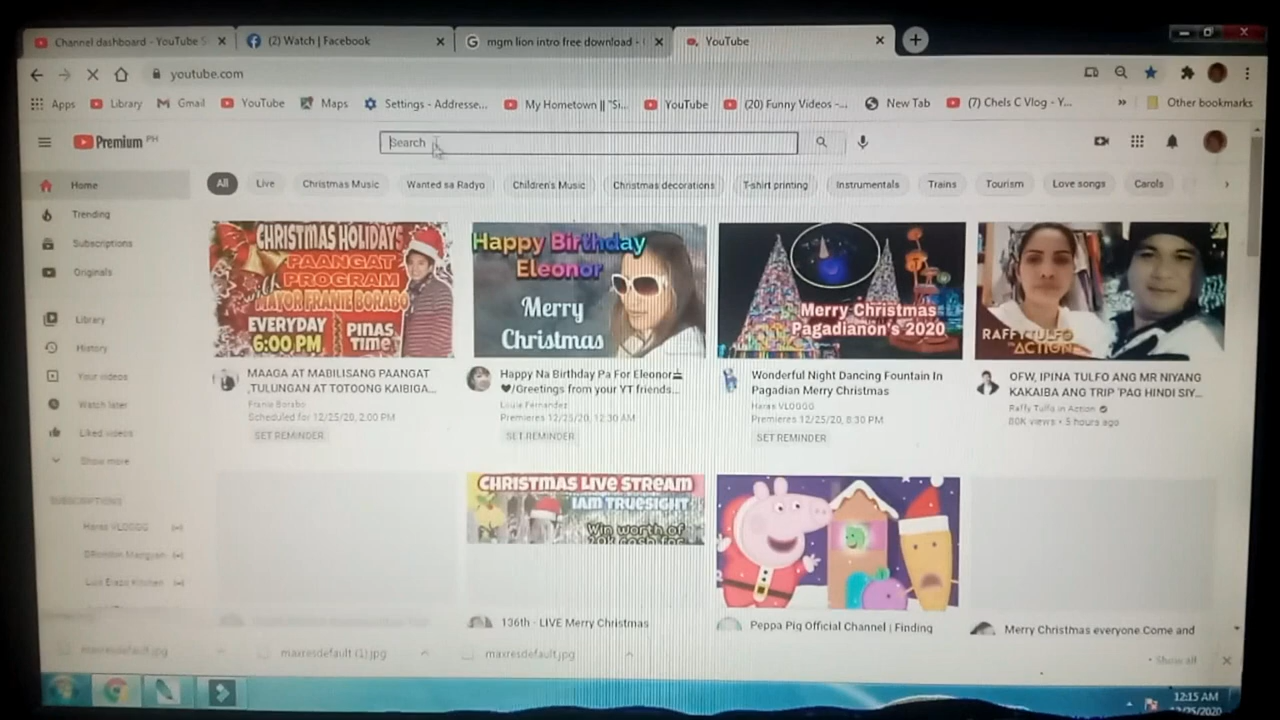 Channel dashboard - YouTube S
(2) Watch | Facebook
mgm lion intro free download -
YouTube
youtube.com
Apps
Library
Gmail
YouTube
Maps
Settings - Addresse...
My Hometown || "Si...
YouTube
(20) Funny Videos -...
New Tab
(7) Chels C Vlog - Y...
»
Other bookmarks
Premium PH
Search
Home
Trending
Subscriptions
Originals
Library
History
Your videos
Watch later
Liked videos
Show more
SUBSCRIPTIONS
Haras VLOGGG
DRomban Mangyan
Luis Erazo Kitchen
All
Live
Christmas Music
Wanted sa Radyo
Children's Music
Christmas decorations
T-shirt printing
Instrumentals
Trains
Tourism
Love songs
Carols
CHRISTMAS HOLIDAYS
PAANGAT
PROGRAM
with
MAYOR FRANIE BORABO
EVERYDAY
6:00 PM
PINAS
TIME
MAAGA AT MABILISANG PAANGAT
,TULUNGAN AT TOTOONG KAIBIGA...
Franie Borabo
Scheduled for 12/25/20, 2:00 PM
SET REMINDER
Happy Birthday
Eleonor
Merry
Christmas
Happy Na Birthday Pa For Eleonor🎂
❤/Greetings from your YT friends...
Louie Fernandez
Premieres 12/25/20, 12:30 AM
SET REMINDER
Merry Christmas
Pagadianon's 2020
Wonderful Night Dancing Fountain In
Pagadian Merry Christmas
Haras VLOGGG
Premieres 12/25/20, 8:30 PM
SET REMINDER
RAFFY TULFO
IN ACTION
OFW, IPINA TULFO ANG MR NIYANG
KAKAIBA ANG TRIP 'PAG HINDI SIY...
Raffy Tulfo in Action
80K views • 5 hours ago
CHRISTMAS LIVE STREAM
IAM TRUESIGHT
Win worth of
20K cash for
136th - LIVE Merry Christmas
Peppa Pig Official Channel | Finding
Merry Christmas everyone Come and
maxresdefault.jpg
maxresdefault (1).jpg
maxresdefault.jpg
Show all
12:15 AM
12/25/2020